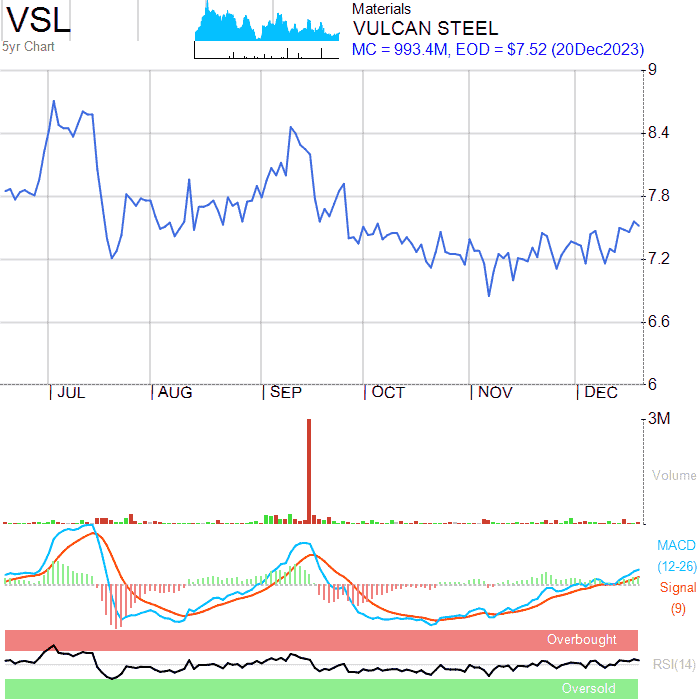 VSL
5yr Chart
Materials
VULCAN STEEL
MC = 993.4M, EOD = $7.52 (20Dec2023)
9
8.4
7.8
7.2
6.6
6
JUL AUG SEP OCT NOV DEC
3M
Volume
MACD
(12-26)
Signal
(9)
Overbought
RSI(14)
Oversold